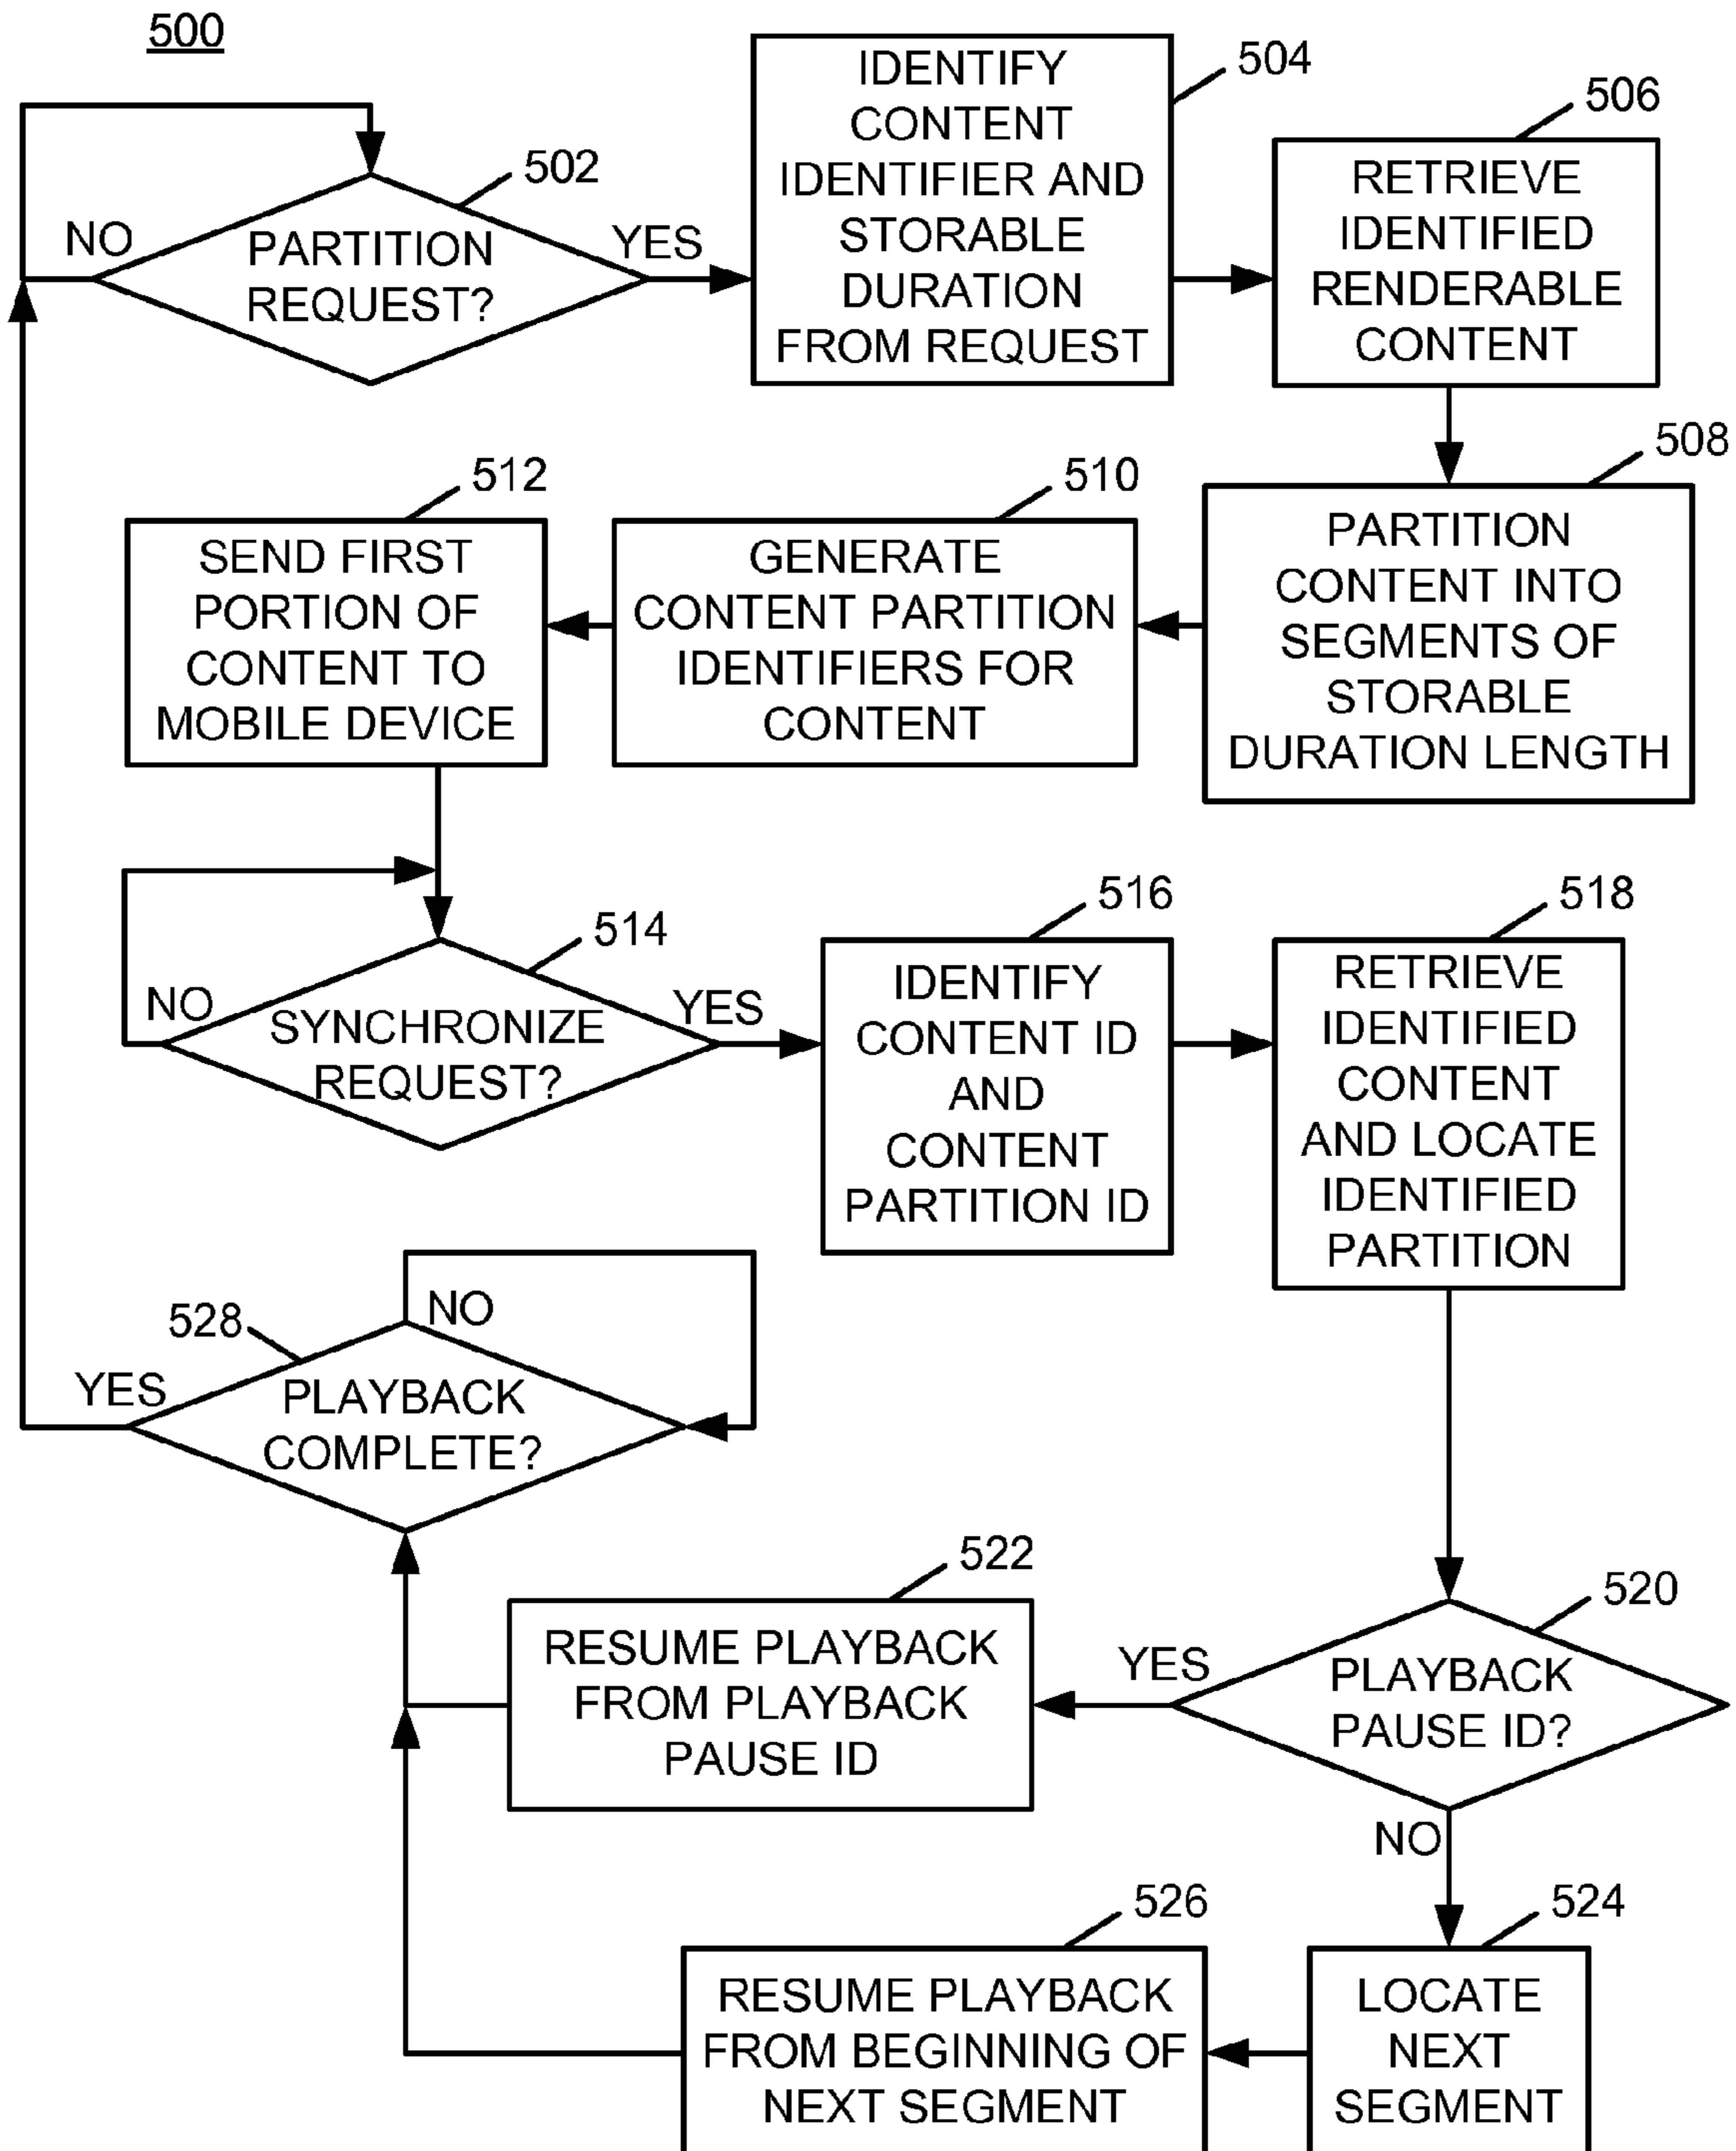 500
502
NO
PARTITION
REQUEST?
YES
504
IDENTIFY
CONTENT
IDENTIFIER AND
STORABLE
DURATION
FROM REQUEST
506
RETRIEVE
IDENTIFIED
RENDERABLE
CONTENT
508
PARTITION
CONTENT INTO
SEGMENTS OF
STORABLE
DURATION LENGTH
510
GENERATE
CONTENT PARTITION
IDENTIFIERS FOR
CONTENT
512
SEND FIRST
PORTION OF
CONTENT TO
MOBILE DEVICE
514
NO
SYNCHRONIZE
REQUEST?
YES
516
IDENTIFY
CONTENT ID
AND
CONTENT
PARTITION ID
518
RETRIEVE
IDENTIFIED
CONTENT
AND LOCATE
IDENTIFIED
PARTITION
520
PLAYBACK
PAUSE ID?
YES
NO
522
RESUME PLAYBACK
FROM PLAYBACK
PAUSE ID
524
LOCATE
NEXT
SEGMENT
526
RESUME PLAYBACK
FROM BEGINNING OF
NEXT SEGMENT
528
NO
YES
PLAYBACK
COMPLETE?